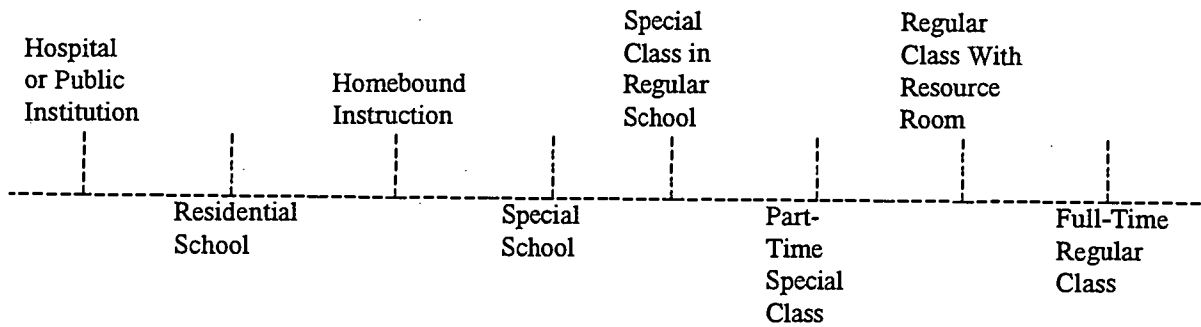 Hospital
or Public
Institution
Residential
School
Homebound
Instruction
Special
School
Special
Class in
Regular
School
Part-
Time
Special
Class
Regular
Class With
Resource
Room
Full-Time
Regular
Class